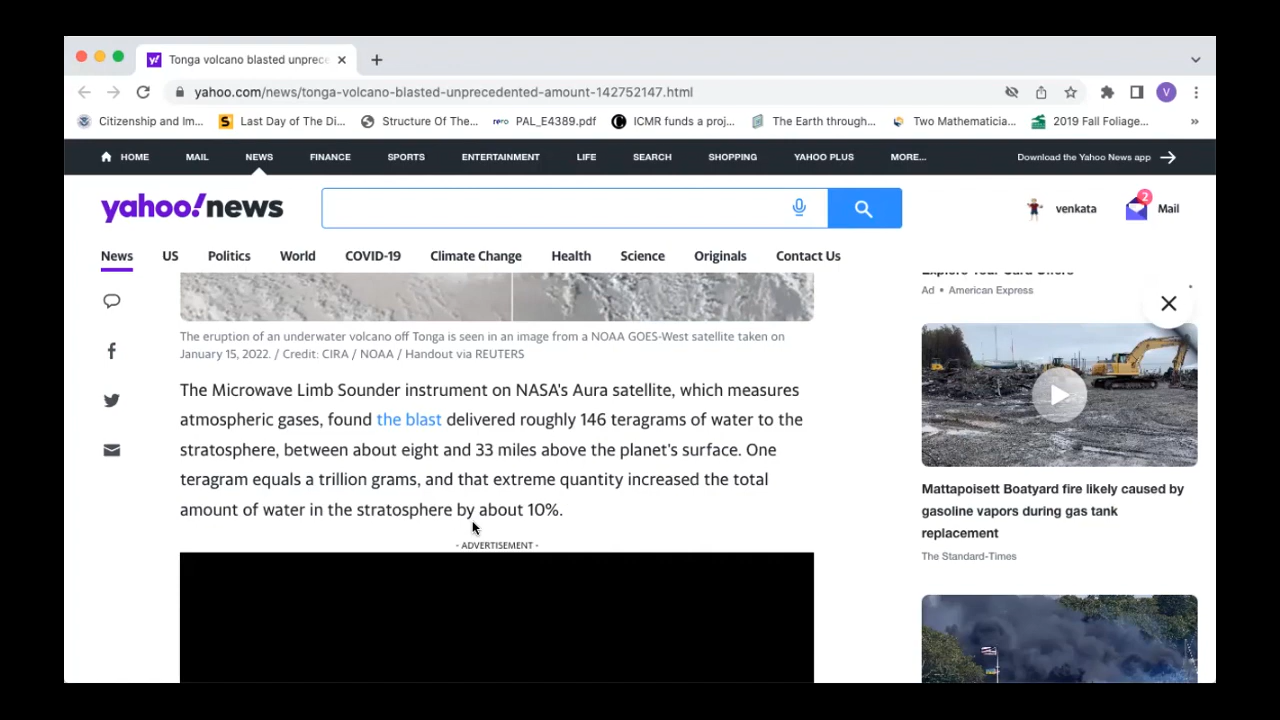 Tonga volcano blasted unprec
yahoo.com/news/tonga-volcano-blasted-unprecedented-amount-142752147.html
V
Citizenship and Im...
Last Day of The Di...
Structure Of The...
PAL_E4389.pdf
ICMR funds a proj...
The Earth through...
Two Mathematicia...
2019 Fall Foliage...
»
HOME
MAIL
NEWS
FINANCE
SPORTS
ENTERTAINMENT
LIFE
SEARCH
SHOPPING
YAHOO PLUS
MORE...
Download the Yahoo News app
yahoo!news
venkata
2
Mail
News
US
Politics
World
COVID-19
Climate Change
Health
Science
Originals
Contact Us
The eruption of an underwater volcano off Tonga is seen in an image from a NOAA GOES-West satellite taken on
January 15, 2022. / Credit: CIRA / NOAA / Handout via REUTERS
The Microwave Limb Sounder instrument on NASA's Aura satellite, which measures
atmospheric gases, found the blast delivered roughly 146 teragrams of water to the
stratosphere, between about eight and 33 miles above the planet's surface. One
teragram equals a trillion grams, and that extreme quantity increased the total
amount of water in the stratosphere by about 10%.
- ADVERTISEMENT -
Ad • American Express
Mattapoisett Boatyard fire likely caused by
gasoline vapors during gas tank
replacement
The Standard-Times